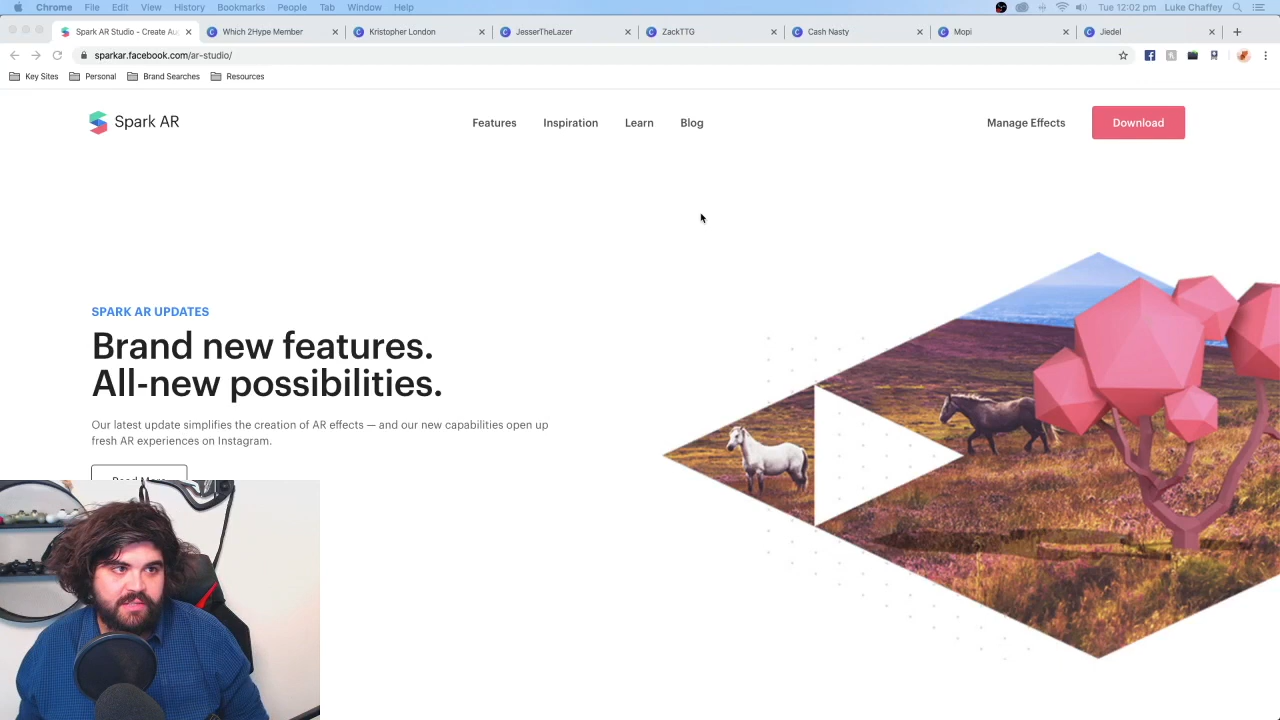 Chrome File Edit View History Bookmarks People Tab Window Help Tue 12:02 pm Luke Chaffey
Spark AR Studio - Create Au Which 2Hype Member Kristopher London JesserTheLazer ZackTTG Cash Nasty Mopi Jiedel
sparkar.facebook.com/ar-studio/
Key Sites Personal Brand Searches Resources
Spark AR Features Inspiration Learn Blog Manage Effects Download
SPARK AR UPDATES
Brand new features.
All-new possibilities.
Our latest update simplifies the creation of AR effects — and our new capabilities open up
fresh AR experiences on Instagram.
Read More